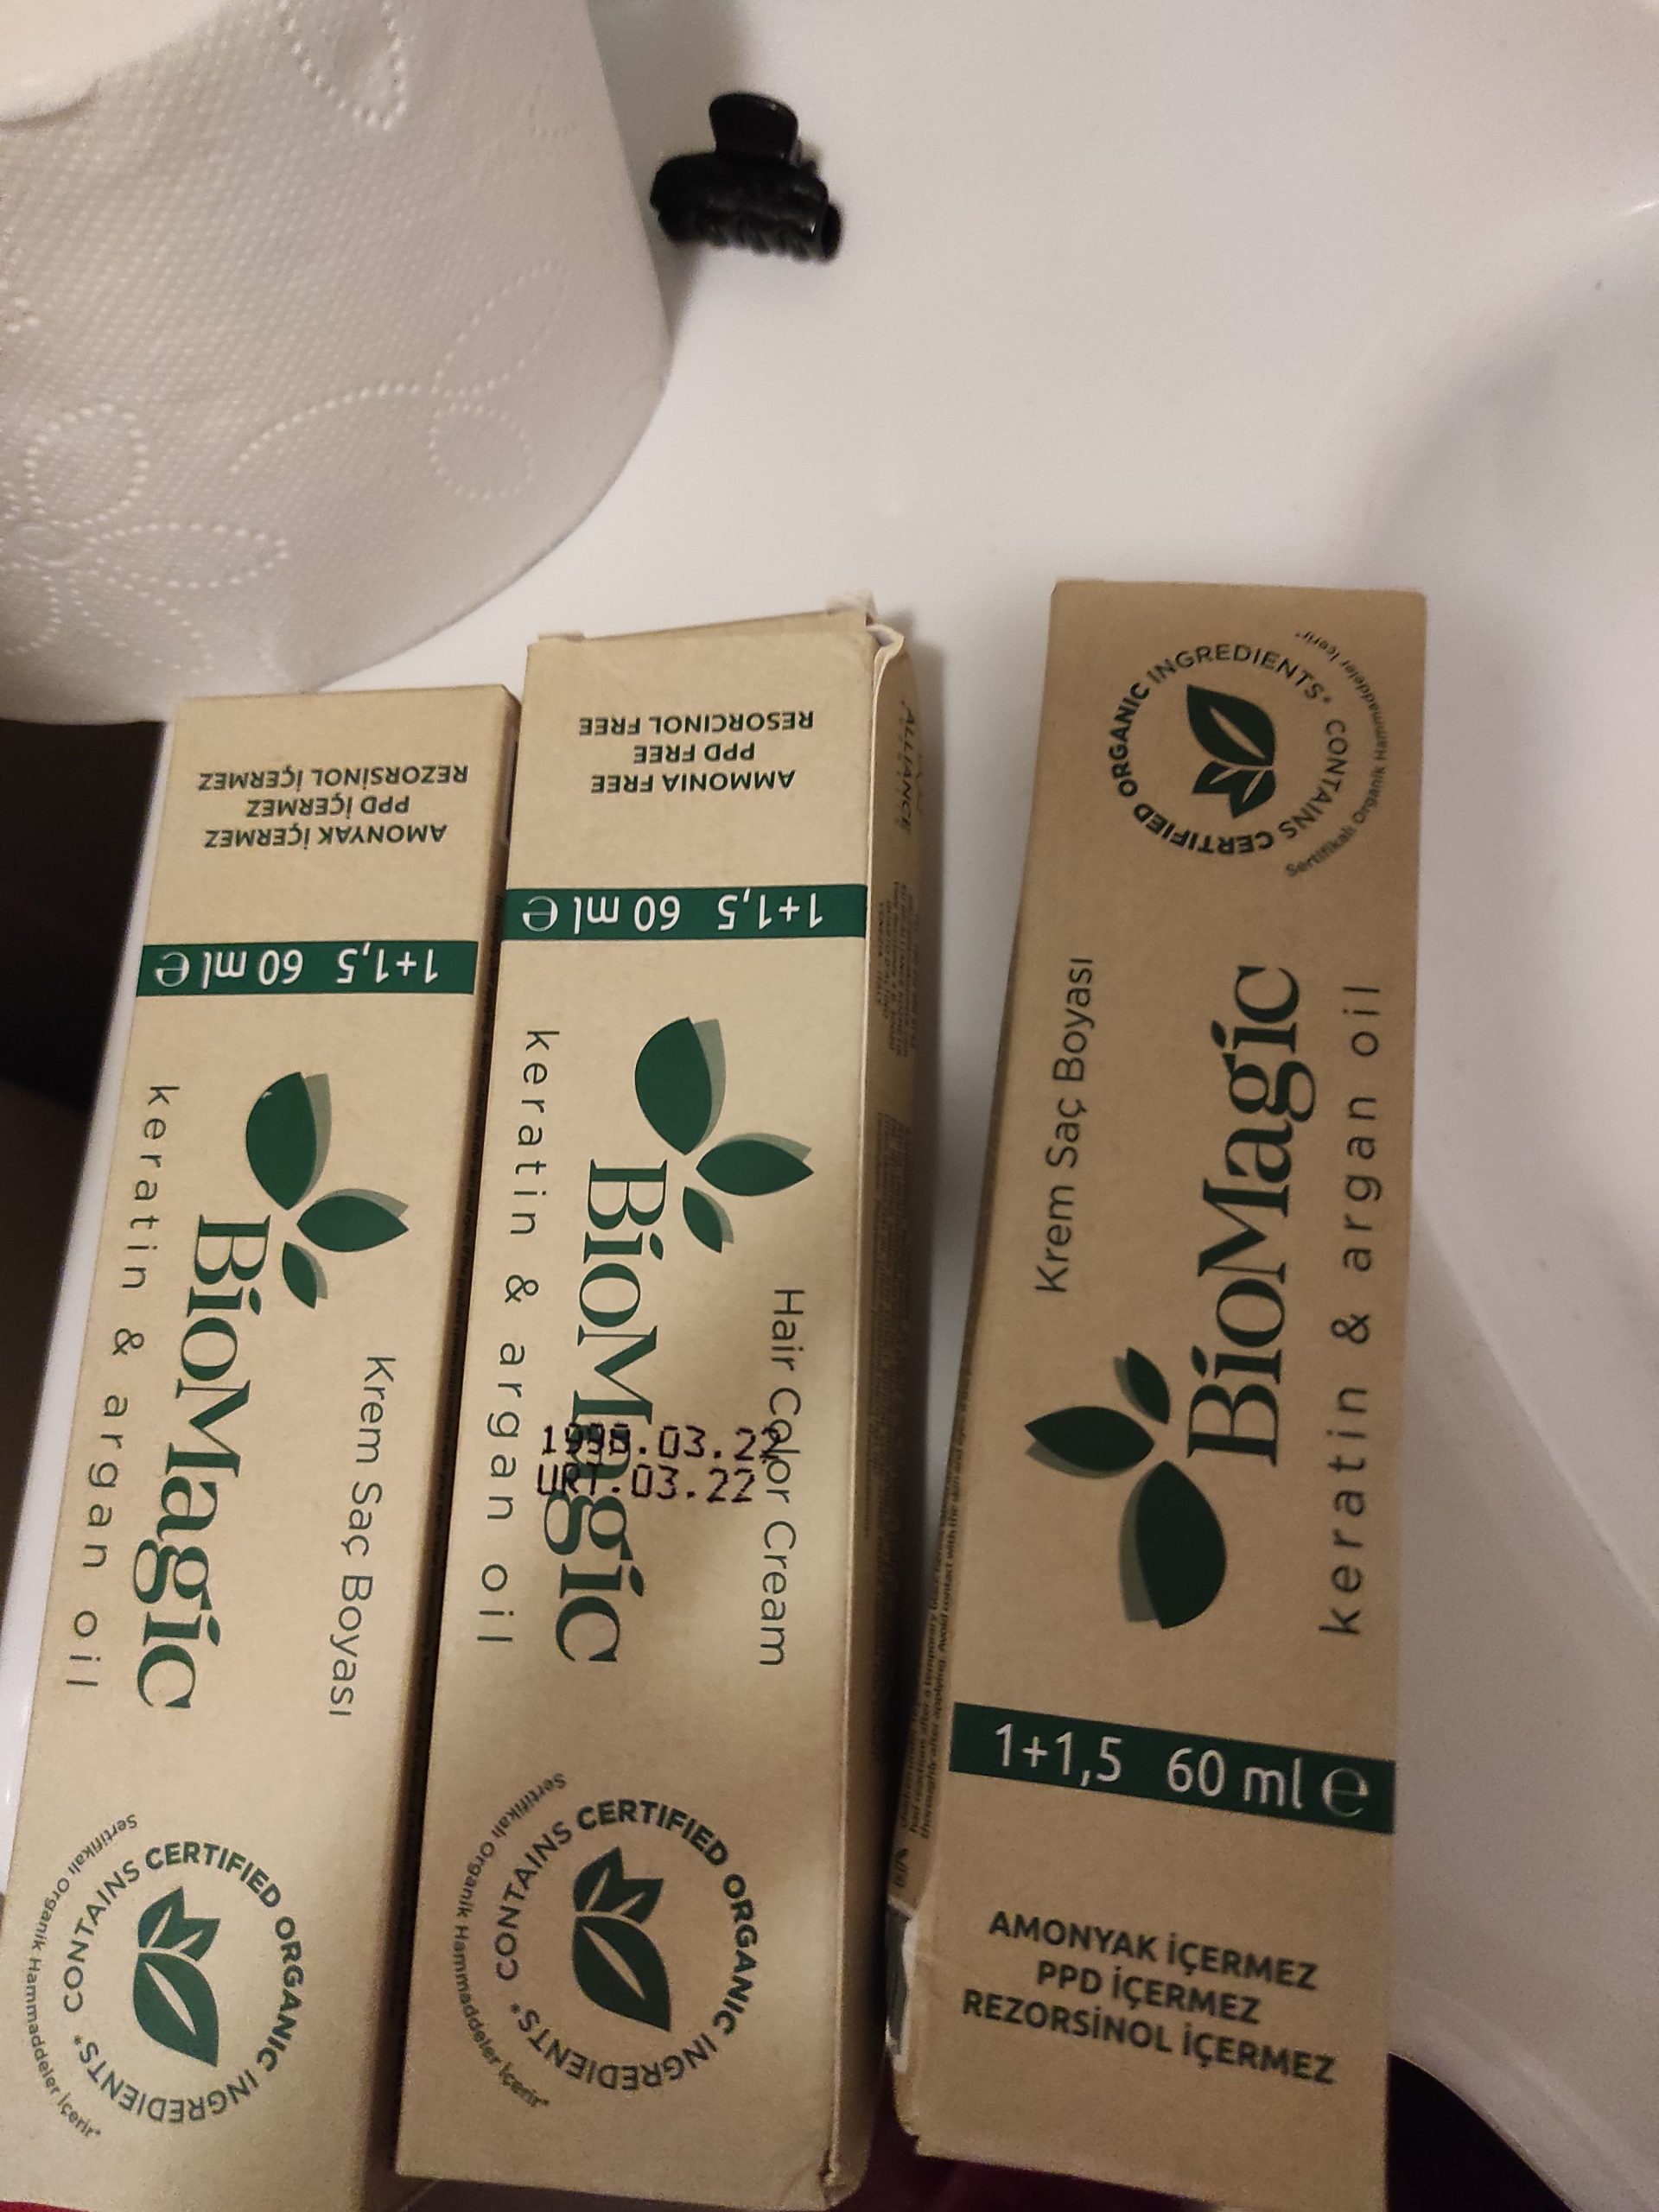 AMONYAK İÇERMEZ
PPD İÇERMEZ
REZORSİNOL İÇERMEZ
1+1,5 60 ml ℮
keratin & argan oil
BioMagic
Krem Saç Boyası
CONTAINS CERTIFIED ORGANIC INGREDIENTS*
Sertifikalı Organik Hammaddeler İçerir*
AMMONIA FREE
PPD FREE
RESORCINOL FREE
1+1,5 60 ml ℮
keratin & argan oil
BioMagic
Hair Color Cream
URT.03.22
CONTAINS CERTIFIED ORGANIC INGREDIENTS*
Sertifikalı Organik Hammaddeler İçerir*
ALLIANCE
CONTAINS CERTIFIED ORGANIC INGREDIENTS*
Sertifikalı Organik Hammaddeler İçerir*
Krem Saç Boyası
BioMagic
keratin & argan oil
1+1,5 60 ml ℮
AMONYAK İÇERMEZ
PPD İÇERMEZ
REZORSİNOL İÇERMEZ